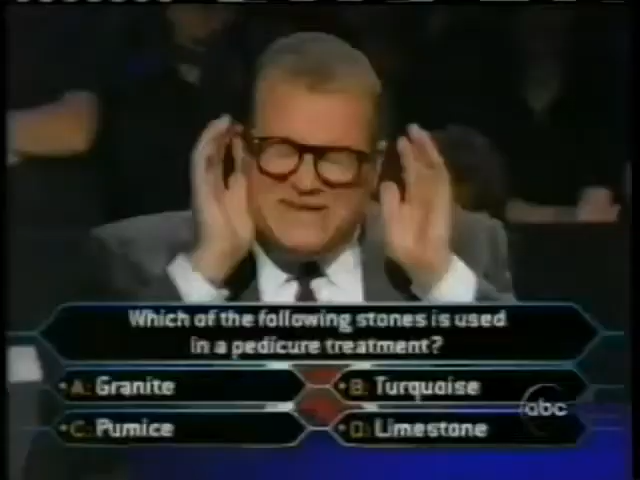 Which of the following stones is used
in a pedicure treatment?
A: Granite
B: Turquoise
C: Pumice
D: Limestone
abc